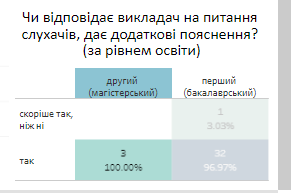 Чи відповідає викладач на питання
слухачів, дає додаткові пояснення?
(за рівнем освіти)
другий перший
(магістерський) (бакалаврський)
скоріше так, 1
ніж ні 3.03%
так 3 32
100.00% 96.97%